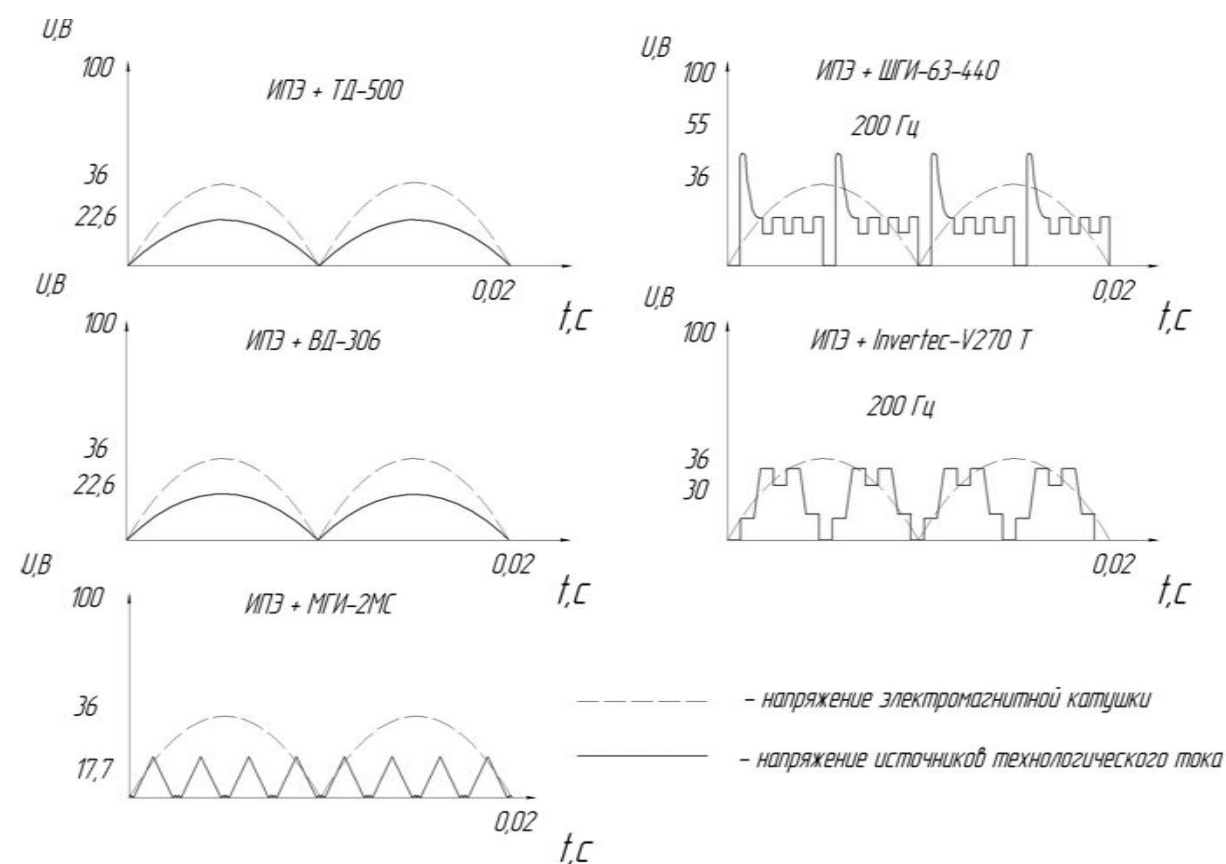 U,В
100
ИПЭ + ТД-500
36
22,6
0,02
t,c
U,В
100
ИПЭ + ШГИ-63-440
55
200 Гц
36
0,02
t,c
U,В
100
ИПЭ + ВД-306
36
22,6
0,02
t,c
U,В
100
ИПЭ + Invertec-V270 T
200 Гц
36
30
0,02
t,c
U,В
100
ИПЭ + МГИ-2МС
36
17,7
0,02
t,c
- напряжение электромагнитной катушки
- напряжение источников технологического тока